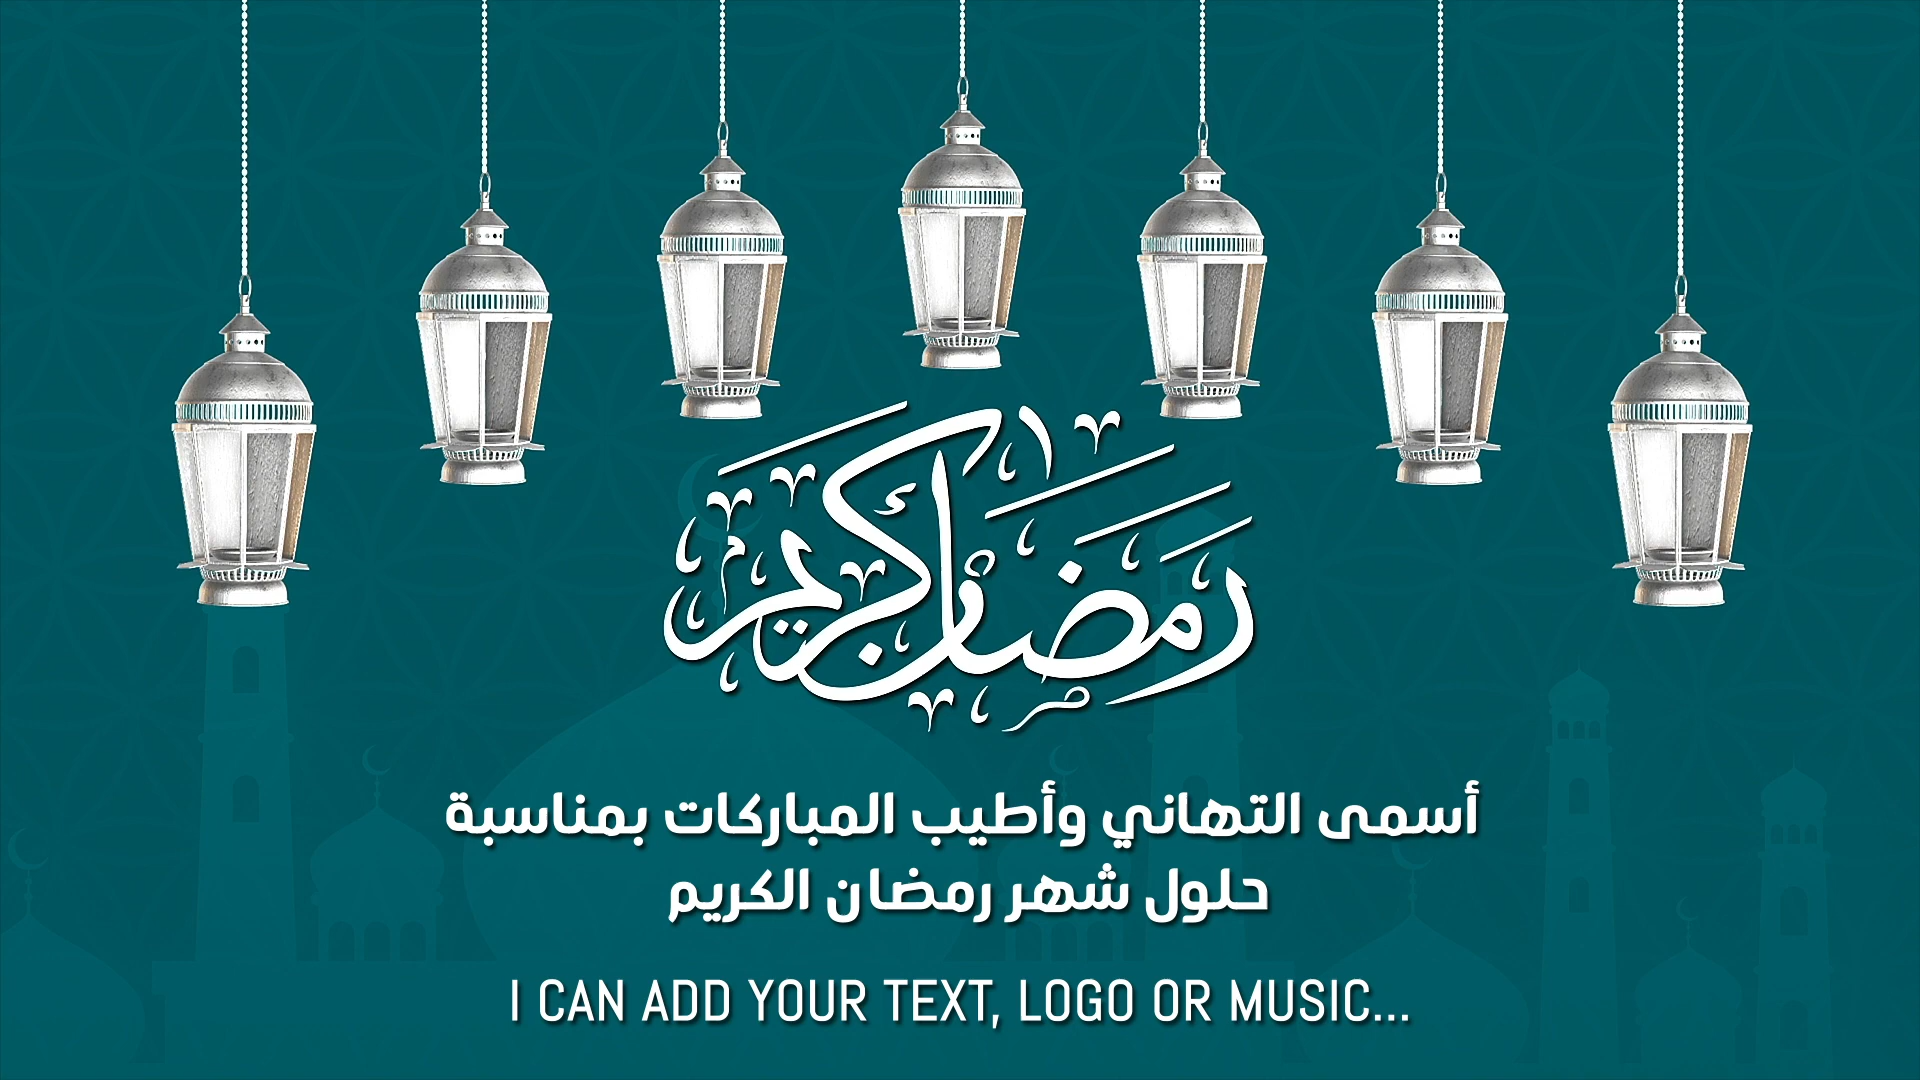 رمضان كريم
أسمى التهاني وأطيب المباركات بمناسبة
حلول شهر رمضان الكريم
I CAN ADD YOUR TEXT, LOGO OR MUSIC...